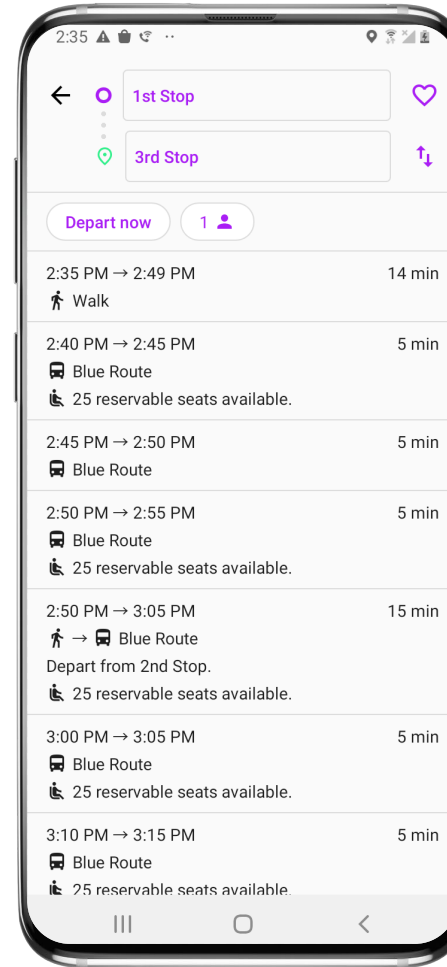 2:35
1st Stop
3rd Stop
Depart now
1
2:35 PM → 2:49 PM 14 min
Walk
2:40 PM → 2:45 PM 5 min
Blue Route
25 reservable seats available.
2:45 PM → 2:50 PM 5 min
Blue Route
2:50 PM → 2:55 PM 5 min
Blue Route
25 reservable seats available.
2:50 PM → 3:05 PM 15 min
→ Blue Route
Depart from 2nd Stop.
25 reservable seats available.
3:00 PM → 3:05 PM 5 min
Blue Route
25 reservable seats available.
3:10 PM → 3:15 PM 5 min
Blue Route
25 reservable seats available.